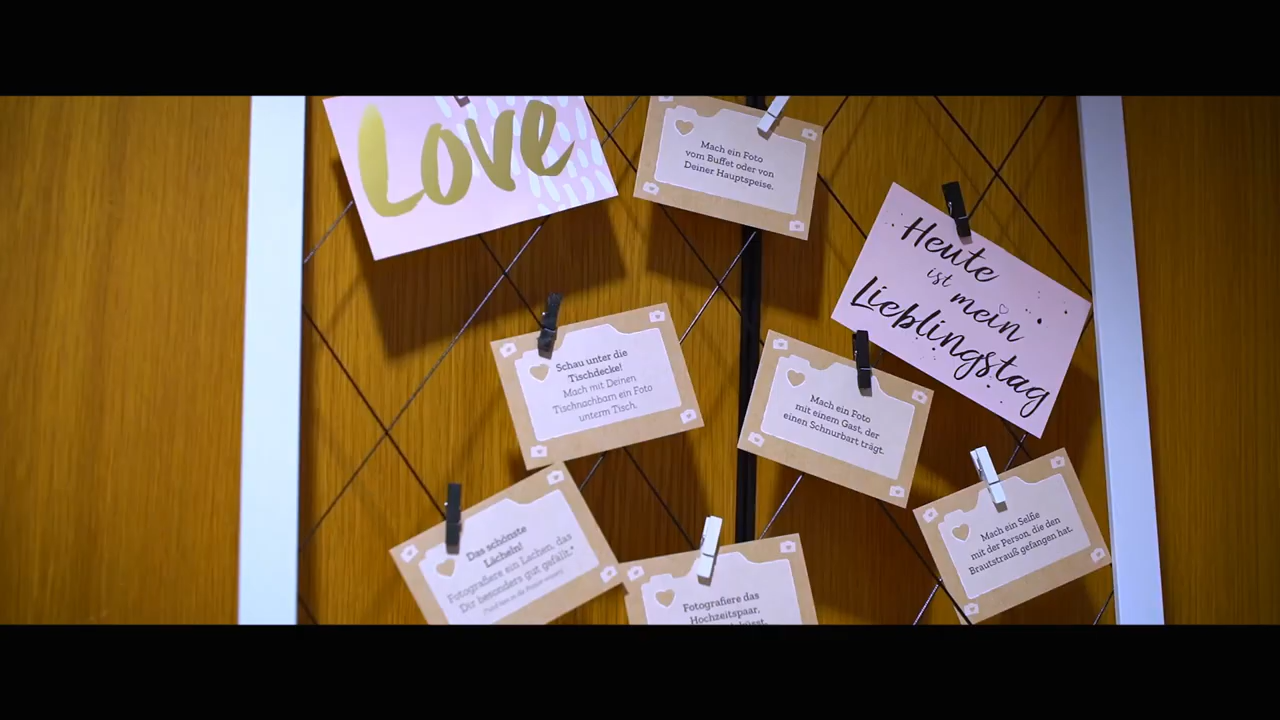 Love
Mach ein Foto
vom Buffet oder von
Deiner Hauptspeise.
Heute
ist mein
Lieblingstag
Schau unter die
Tischdecke!
Mach mit Deinen
Tischnachbarn ein Foto
unterm Tisch.
Mach ein Foto
mit einem Gast, der
einen Schnurbart trägt.
Das schönste
Lächeln!
Fotografiere ein Lachen, das
Dir besonders gut gefällt.*
Fotografiere das
Hochzeitspaar,
Mach ein Selfie
mit der Person, die den
Brautstrauß gefangen hat.